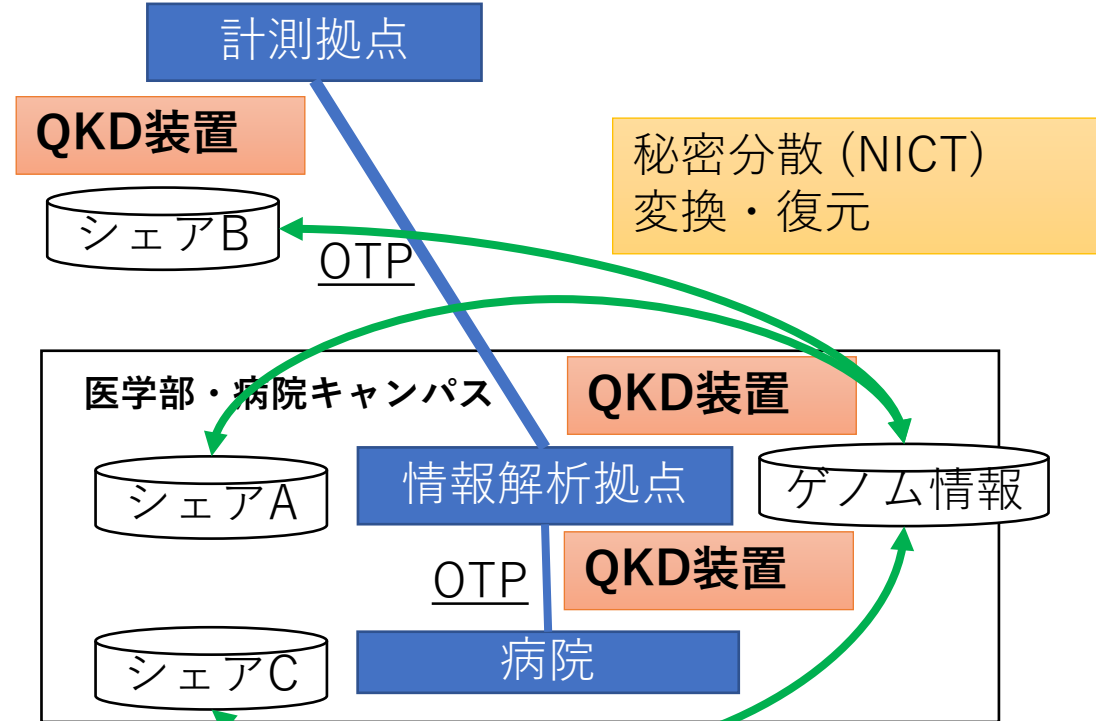 計測拠点
QKD装置
秘密分散 (NICT)
変換・復元
シェアB
OTP
医学部・病院キャンパス
QKD装置
シェアA
情報解析拠点
ゲノム情報
OTP
QKD装置
シェアC
病院